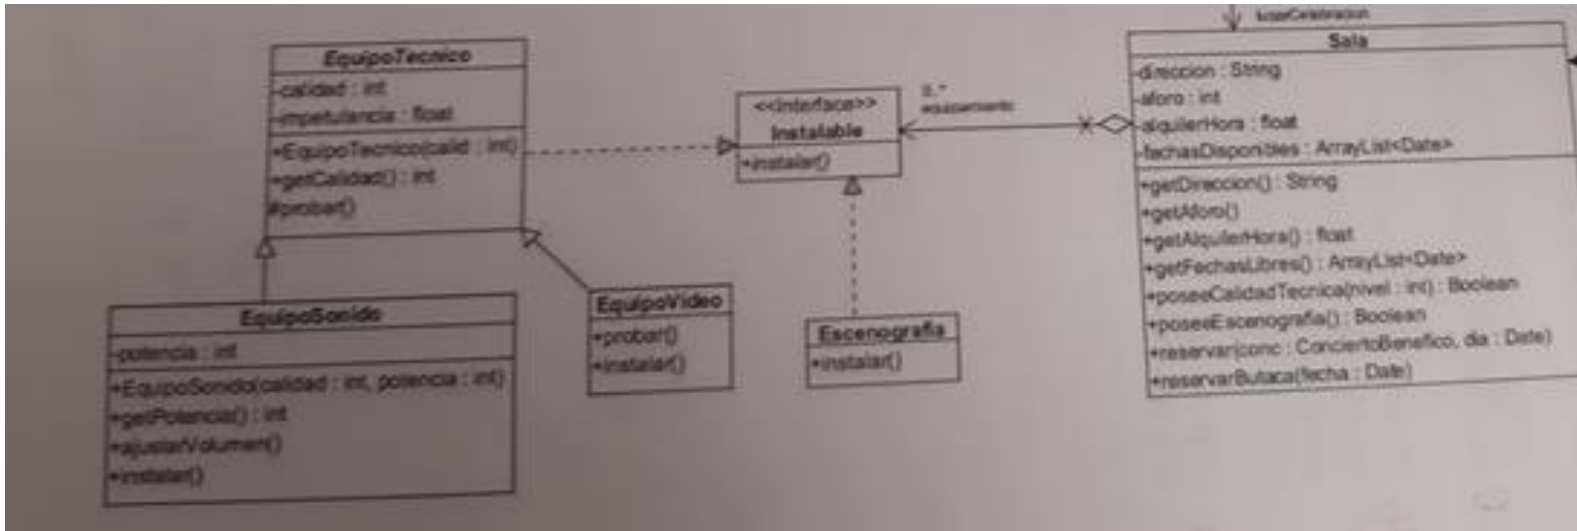 EquipoTecnico
-calidad : int
-impetulancia : float
+EquipoTecnico(calid : int)
+getCalidad() : int
#probar()
EquipoSonido
-potencia : int
+EquipoSonido(calidad : int, potencia : int)
+getPotencia() : int
+ajustarVolumen()
+instalar()
EquipoVideo
+probar()
+instalar()
<<Interface>>
Instalable
+instalar()
Escenografia
+instalar()
0..*
equipamiento
lugarCelebracion
Sala
-direccion : String
-aforo : int
-alquilerHora : float
-fechasDisponibles : ArrayList<Date>
+getDireccion() : String
+getAforo()
+getAlquilerHora() : float
+getFechasLibres() : ArrayList<Date>
+poseeCalidadTecnica(nivel : int) : Boolean
+poseeEscenografia() : Boolean
+reservar(conc : ConciertoBenefico, dia : Date)
+reservarButaca(fecha : Date)